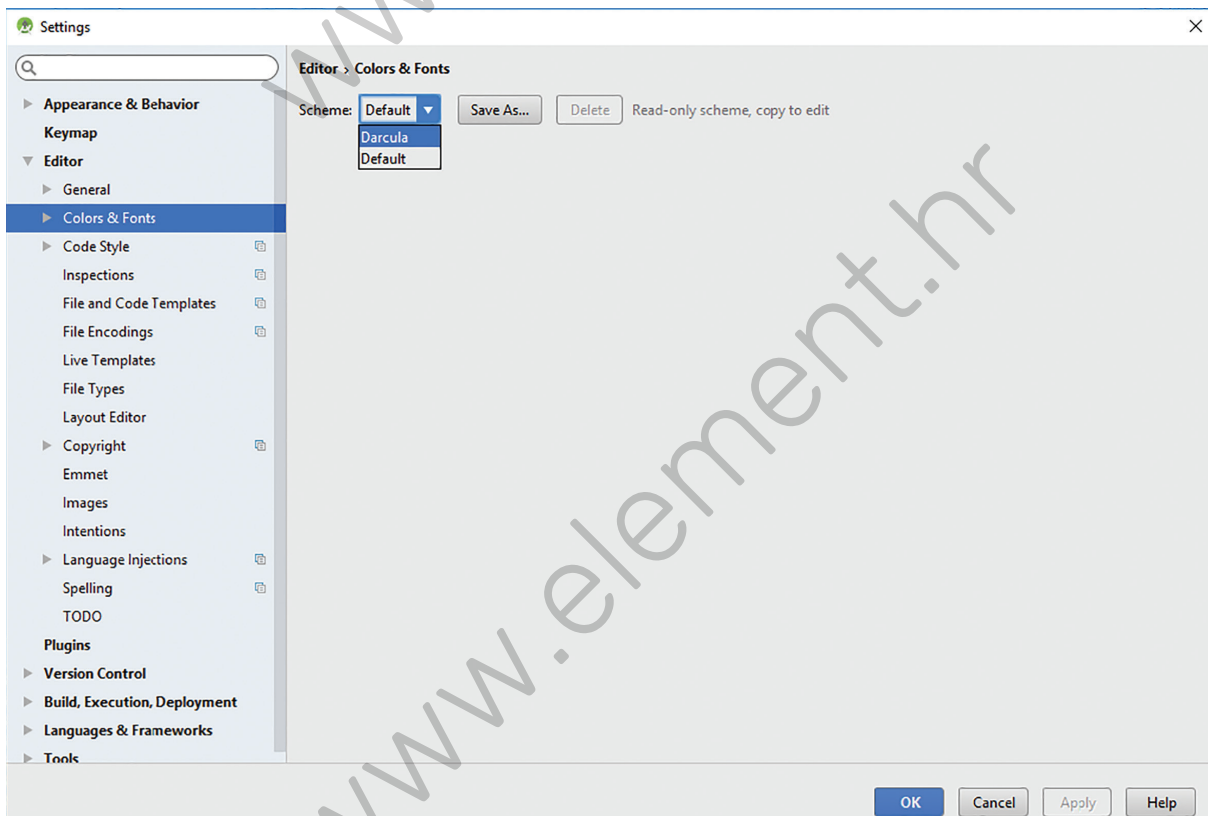 Settings
Editor › Colors & Fonts
Scheme: Default Save As... Delete Read-only scheme, copy to edit
Darcula
Default
Appearance & Behavior
Keymap
Editor
General
Colors & Fonts
Code Style
Inspections
File and Code Templates
File Encodings
Live Templates
File Types
Layout Editor
Copyright
Emmet
Images
Intentions
Language Injections
Spelling
TODO
Plugins
Version Control
Build, Execution, Deployment
Languages & Frameworks
Tools
OK Cancel Apply Help
www.element.hr